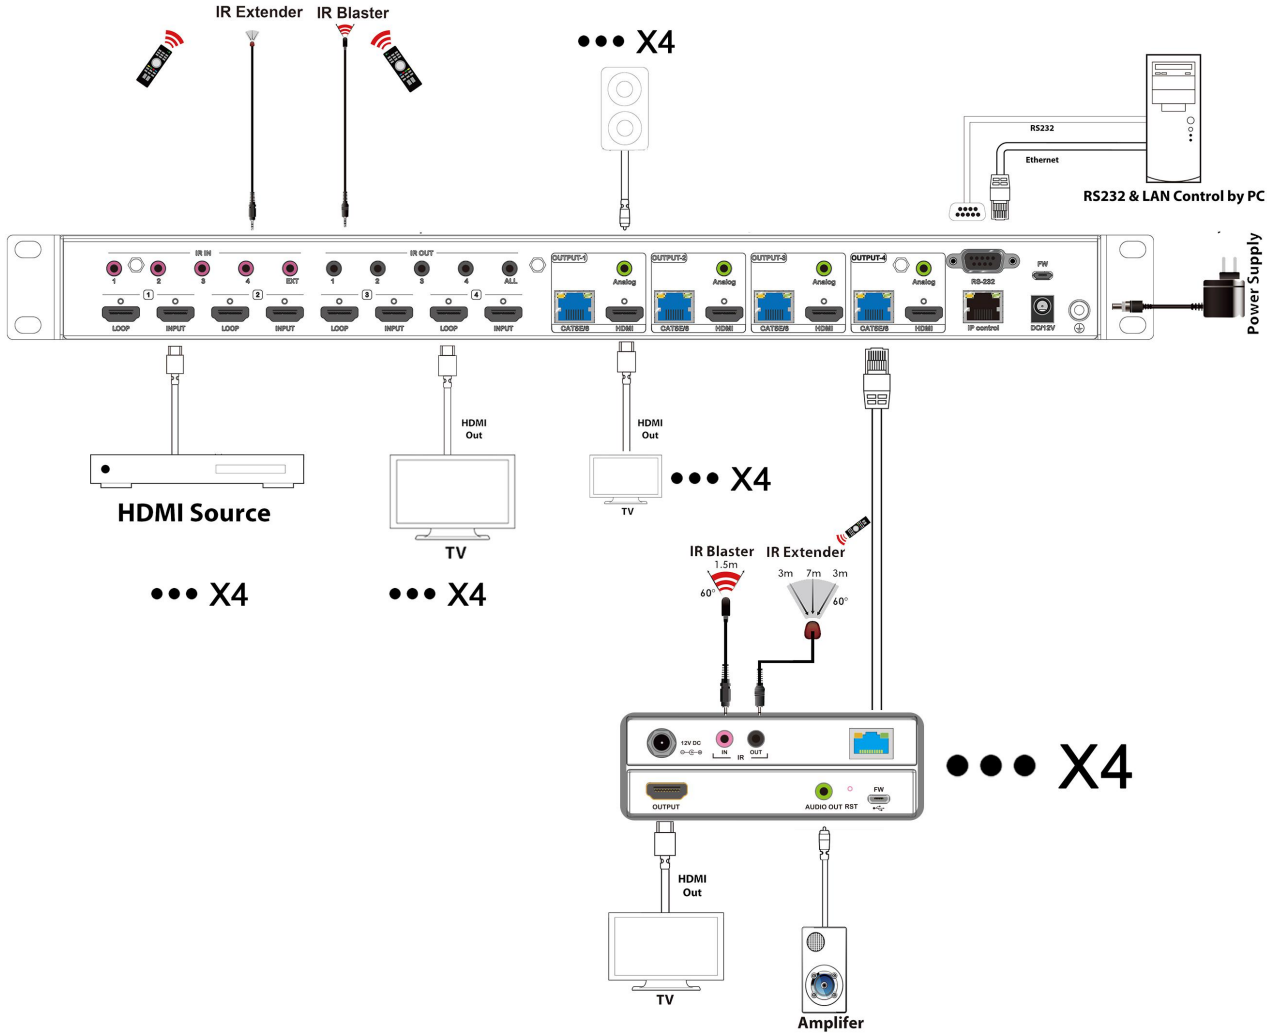 IR Extender IR Blaster
X4
RS232
Ethernet
RS232 & LAN Control by PC
IR IN
IR OUT
1 2 3 4 EXT
1 2 3 4 ALL
1 2 3 4
LOOP INPUT LOOP INPUT LOOP INPUT LOOP INPUT
OUTPUT-1 OUTPUT-2 OUTPUT-3 OUTPUT-4
Analog Analog Analog Analog
CAT5E/6 HDMI CAT5E/6 HDMI CAT5E/6 HDMI CAT5E/6 HDMI
RS-232
FW
IP control
DC/12V
Power Supply
HDMI
Out
HDMI
Out
HDMI Source
TV
TV
X4
X4
X4
IR Blaster
1.5m
60°
IR Extender
3m 7m 3m
60°
12V DC
IN OUT
IR
OUTPUT
AUDIO OUT RST
FW
X4
HDMI
Out
TV
Amplifer